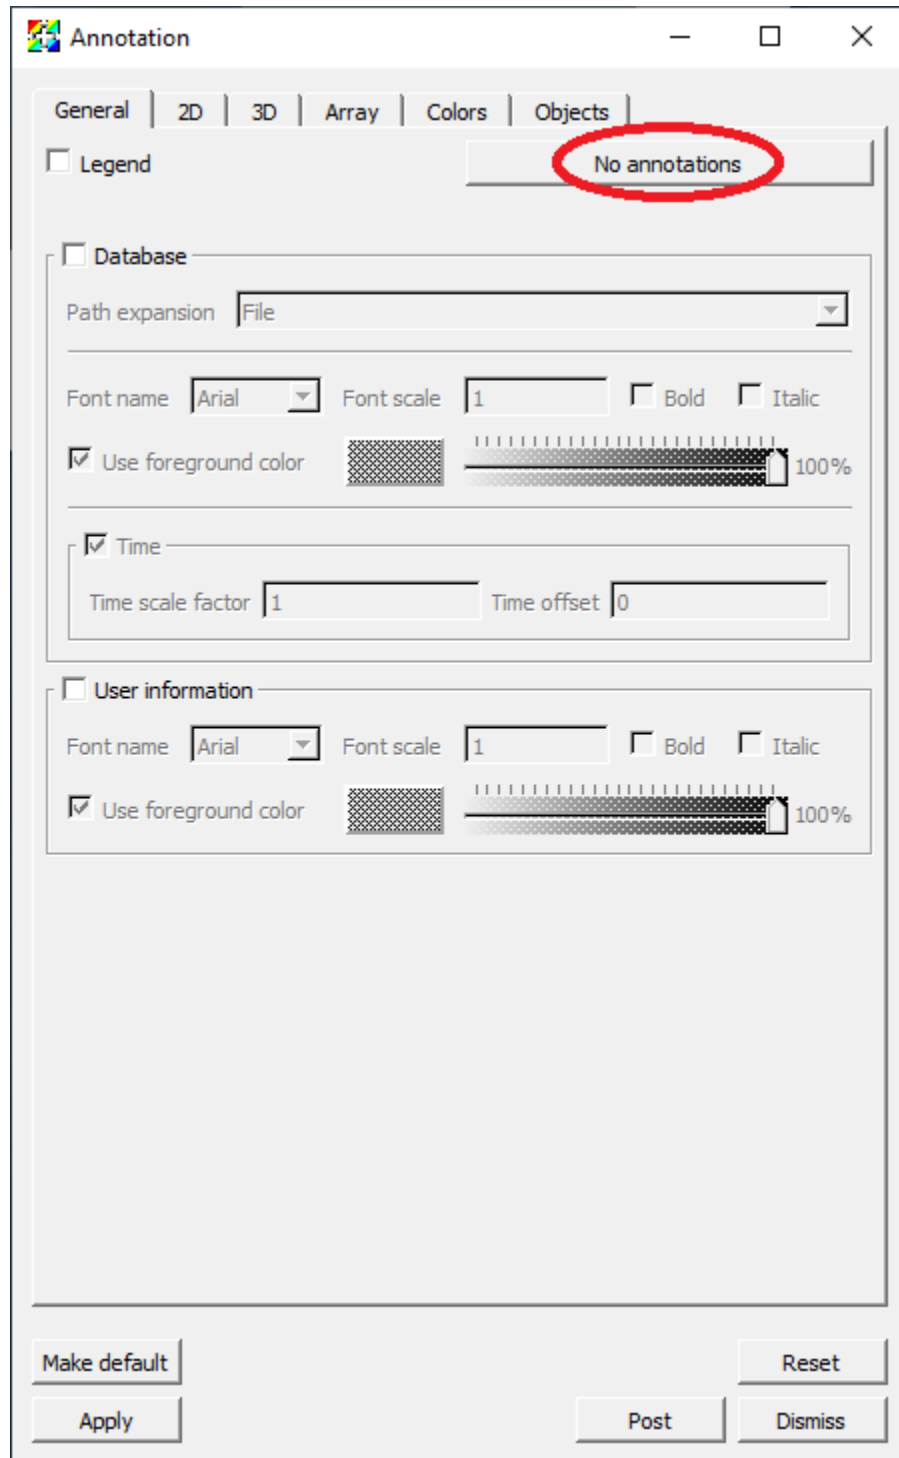 Annotation
General 2D 3D Array Colors Objects
Legend No annotations
Database
Path expansion File
Font name Arial Font scale 1 Bold Italic
Use foreground color 100%
Time
Time scale factor 1 Time offset 0
User information
Font name Arial Font scale 1 Bold Italic
Use foreground color 100%
Make default Reset
Apply Post Dismiss